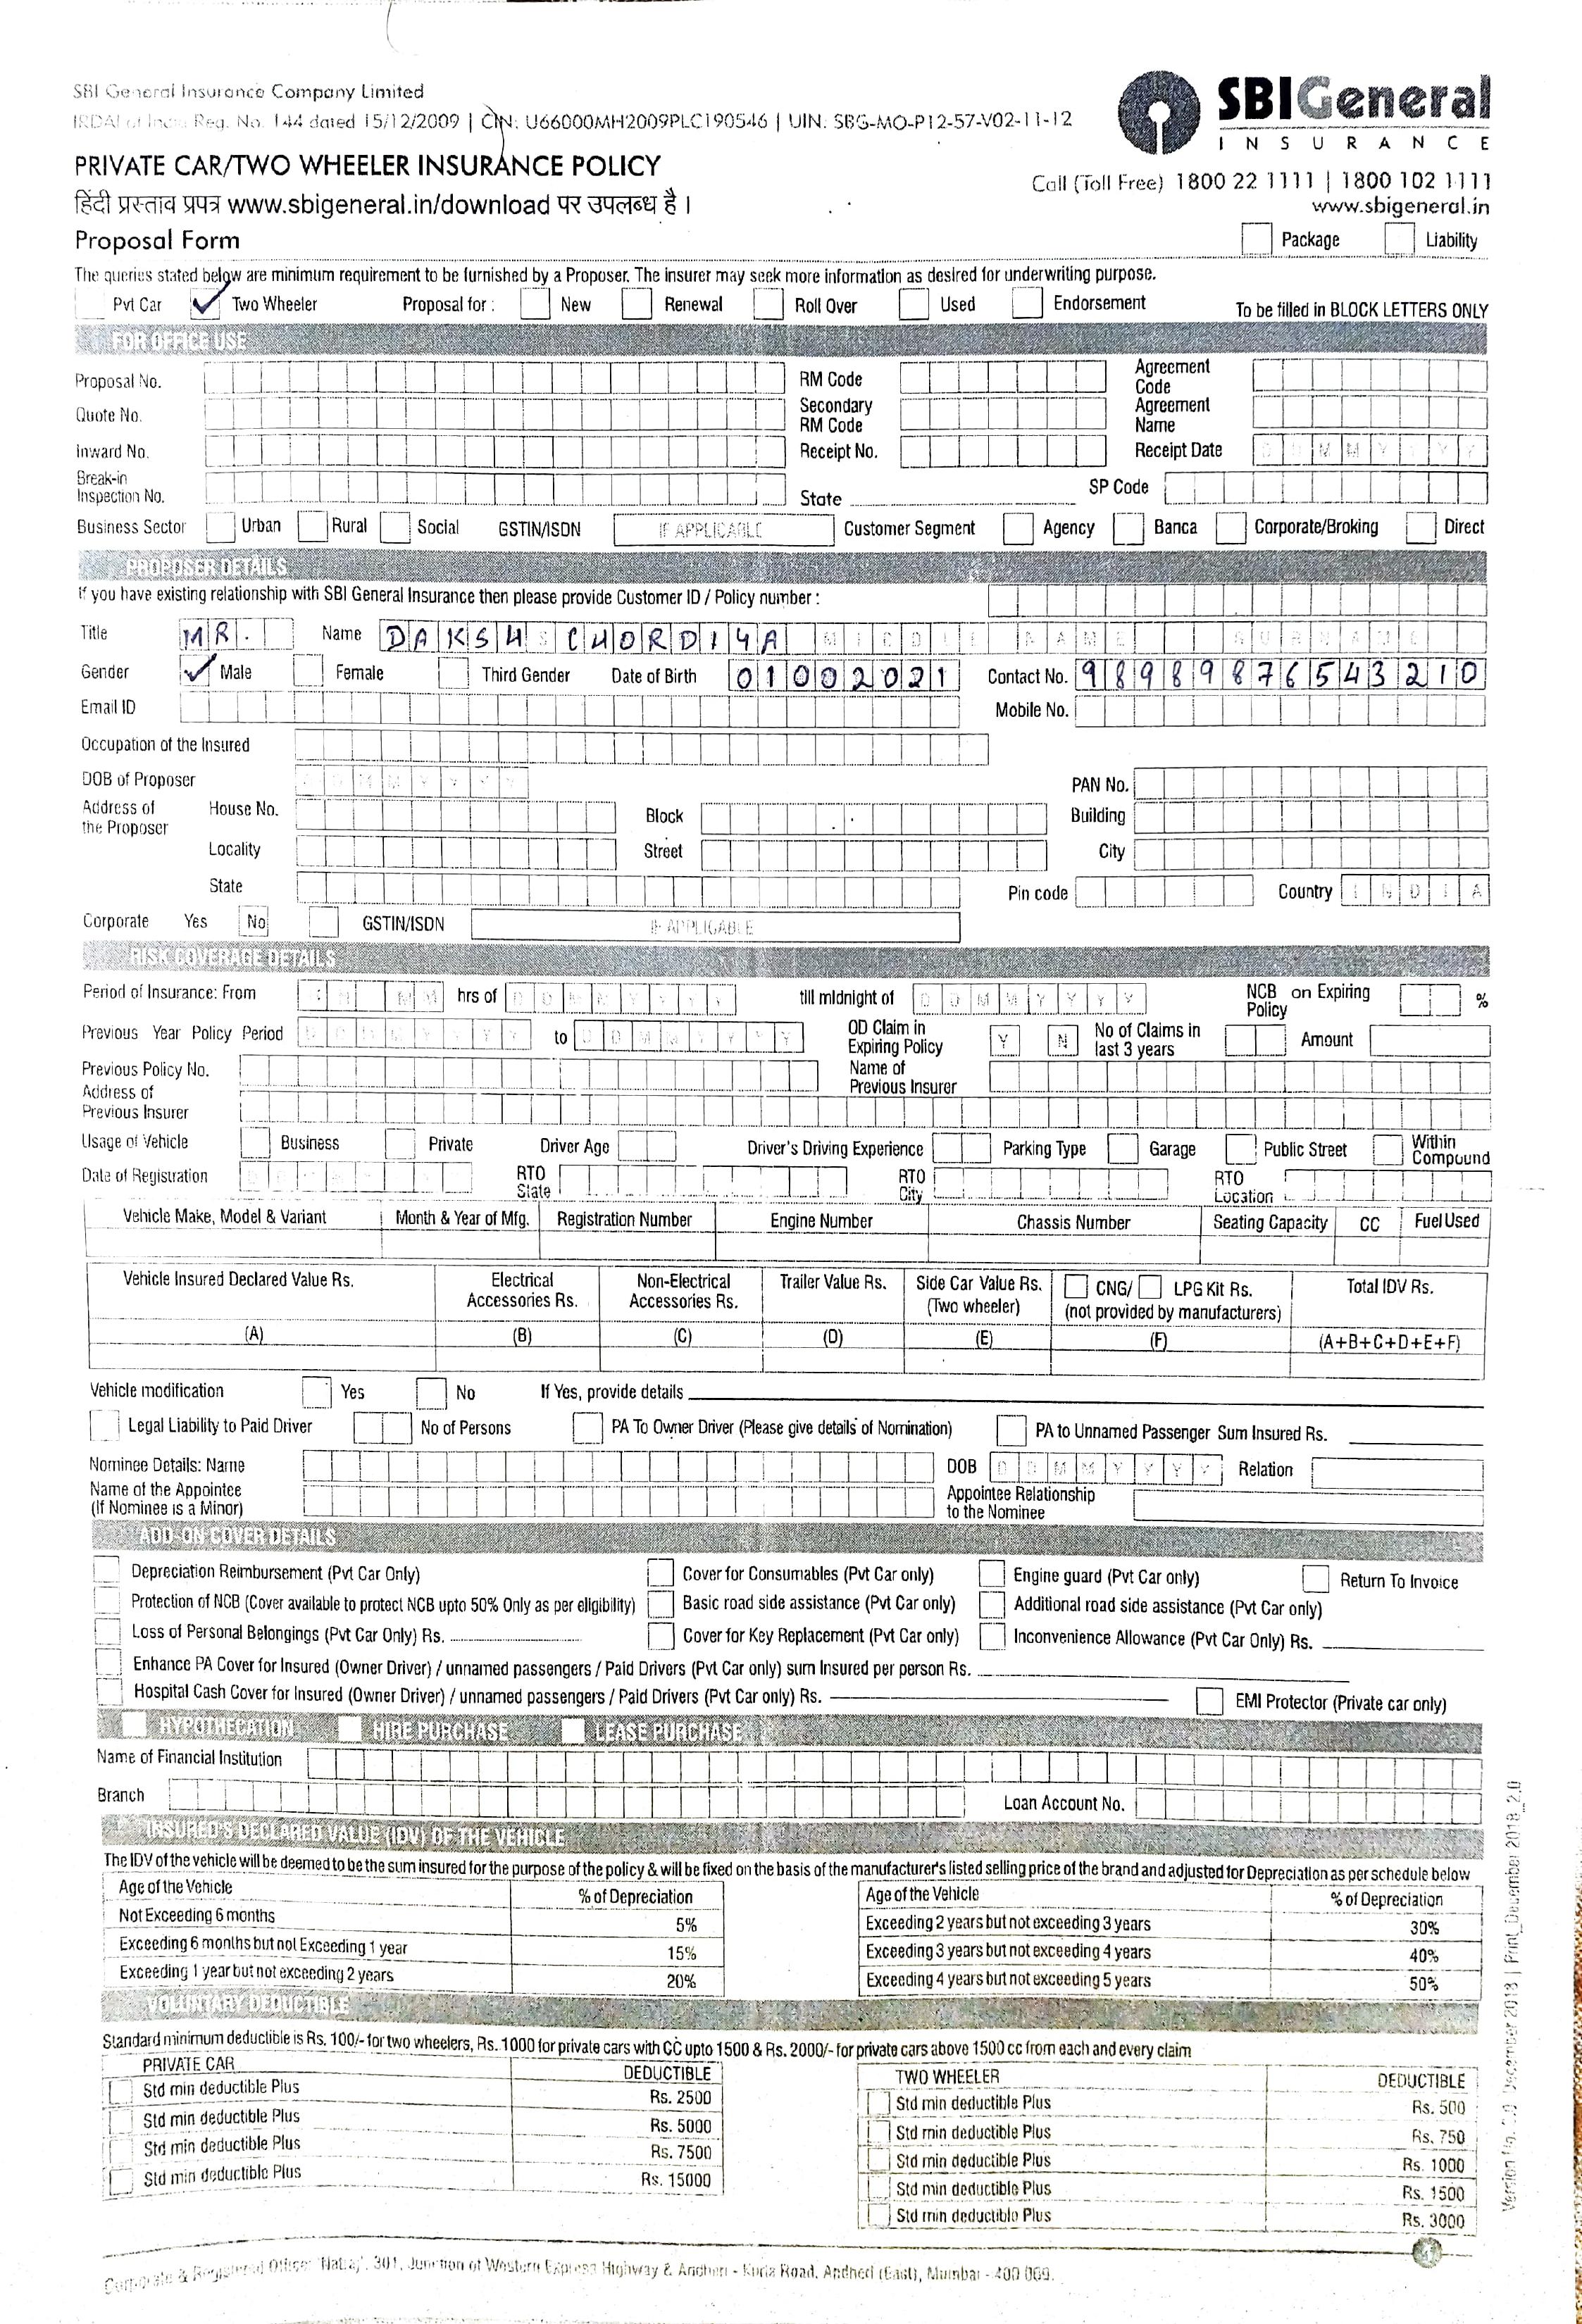 SBI General Insurance Company Limited
IRDAI of India Reg. No. 144 dated 15/12/2009 | CIN: U66000MH2009PLC190546 | UIN: SBG-MO-P12-57-V02-11-12
SBIGeneral
INSURANCE
PRIVATE CAR/TWO WHEELER INSURANCE POLICY
Call (Toll Free) 1800 22 1111 | 1800 102 1111
हिंदी प्रस्ताव प्रपत्र www.sbigeneral.in/download पर उपलब्ध है।
www.sbigeneral.in
Proposal Form Package Liability
The queries stated below are minimum requirement to be furnished by a Proposer. The insurer may seek more information as desired for underwriting purpose.
Pvt Car ✓ Two Wheeler Proposal for : New Renewal Roll Over Used Endorsement To be filled in BLOCK LETTERS ONLY
FOR OFFICE USE
Proposal No. RM Code Agreement Code
Quote No. Secondary RM Code Agreement Name
Inward No. Receipt No. Receipt Date D D M M Y Y Y Y
Break-in Inspection No. State SP Code
Business Sector Urban Rural Social GSTIN/ISDN IF APPLICABLE Customer Segment Agency Banca Corporate/Broking Direct
PROPOSER DETAILS
If you have existing relationship with SBI General Insurance then please provide Customer ID / Policy number :
Title MR. Name DAKSH CHORDIYA MIDDLE NAME SURNAME
Gender ✓ Male Female Third Gender Date of Birth 01002021 Contact No. 98989876543210
Email ID Mobile No.
Occupation of the Insured
DOB of Proposer D D M M Y Y Y Y PAN No.
Address of the Proposer House No. Block Building
Locality Street City
State Pin code Country I N D I A
Corporate Yes No GSTIN/ISDN IF APPLIGABLE
RISK COVERAGE DETAILS
Period of Insurance: From H H M M hrs of D D M M Y Y Y Y till midnight of D D M M Y Y Y Y NCB on Expiring Policy %
Previous Year Policy Period D D M M Y Y Y Y to D D M M Y Y Y Y OD Claim in Expiring Policy Y N No of Claims in last 3 years Amount
Previous Policy No. Name of Previous Insurer
Address of Previous Insurer
Usage of Vehicle Business Private Driver Age Driver's Driving Experience Parking Type Garage Public Street Within Compound
Date of Registration RTO State RTO City RTO Location
Vehicle Make, Model & Variant Month & Year of Mfg. Registration Number Engine Number Chassis Number Seating Capacity CC Fuel Used
Vehicle Insured Declared Value Rs. Electrical Accessories Rs. Non-Electrical Accessories Rs. Trailer Value Rs. Side Car Value Rs. (Two wheeler) CNG/ LPG Kit Rs. (not provided by manufacturers) Total IDV Rs.
(A) (B) (C) (D) (E) (F) (A+B+C+D+E+F)
Vehicle modification Yes No If Yes, provide details
Legal Liability to Paid Driver No of Persons PA To Owner Driver (Please give details of Nomination) PA to Unnamed Passenger Sum Insured Rs.
Nominee Details: Name DOB D D M M Y Y Y Y Relation
Name of the Appointee (If Nominee is a Minor) Appointee Relationship to the Nominee
ADD-ON COVER DETAILS
Depreciation Reimbursement (Pvt Car Only) Cover for Consumables (Pvt Car only) Engine guard (Pvt Car only) Return To Invoice
Protection of NCB (Cover available to protect NCB upto 50% Only as per eligibility) Basic road side assistance (Pvt Car only) Additional road side assistance (Pvt Car only)
Loss of Personal Belongings (Pvt Car Only) Rs. Cover for Key Replacement (Pvt Car only) Inconvenience Allowance (Pvt Car Only) Rs.
Enhance PA Cover for Insured (Owner Driver) / unnamed passengers / Paid Drivers (Pvt Car only) sum Insured per person Rs.
Hospital Cash Cover for Insured (Owner Driver) / unnamed passengers / Paid Drivers (Pvt Car only) Rs. EMI Protector (Private car only)
HYPOTHECATION HIRE PURCHASE LEASE PURCHASE
Name of Financial Institution
Branch Loan Account No.
INSURED'S DECLARED VALUE (IDV) OF THE VEHICLE
The IDV of the vehicle will be deemed to be the sum insured for the purpose of the policy & will be fixed on the basis of the manufacturer's listed selling price of the brand and adjusted for Depreciation as per schedule below
Age of the Vehicle % of Depreciation Age of the Vehicle % of Depreciation
Not Exceeding 6 months 5% Exceeding 2 years but not exceeding 3 years 30%
Exceeding 6 months but not Exceeding 1 year 15% Exceeding 3 years but not exceeding 4 years 40%
Exceeding 1 year but not exceeding 2 years 20% Exceeding 4 years but not exceeding 5 years 50%
VOLUNTARY DEDUCTIBLE
Standard minimum deductible is Rs. 100/- for two wheelers, Rs. 1000 for private cars with CC upto 1500 & Rs. 2000/- for private cars above 1500 cc from each and every claim
PRIVATE CAR DEDUCTIBLE TWO WHEELER DEDUCTIBLE
Std min deductible Plus Rs. 2500 Std min deductible Plus Rs. 500
Std min deductible Plus Rs. 5000 Std min deductible Plus Rs. 750
Std min deductible Plus Rs. 7500 Std min deductible Plus Rs. 1000
Std min deductible Plus Rs. 15000 Std min deductible Plus Rs. 1500
Std min deductible Plus Rs. 3000
Corporate & Registered Office: 'Natraj', 301, Junction of Western Express Highway & Andheri - Kurla Road, Andheri (East), Mumbai - 400 069.
Version No. 1.0 December 2018 | Print_December 2018_2.0